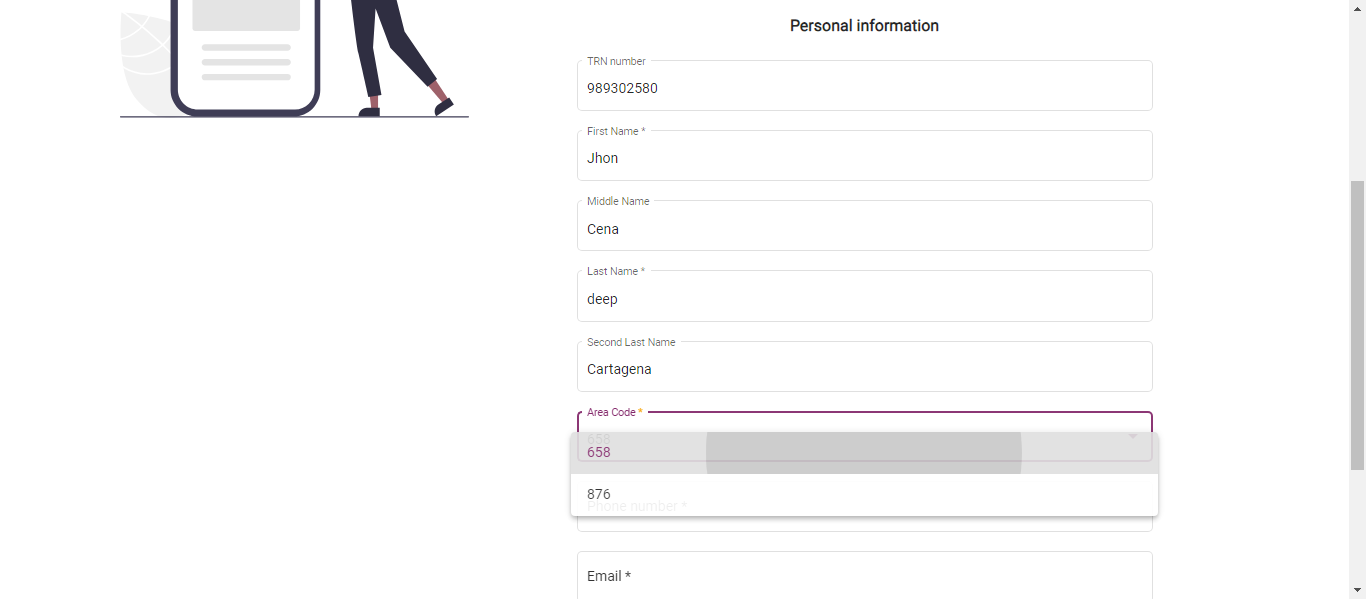 Personal information
TRN number
989302580
First Name *
Jhon
Middle Name
Cena
Last Name *
deep
Second Last Name
Cartagena
Area Code *
658
658
876
Phone number *
Email *